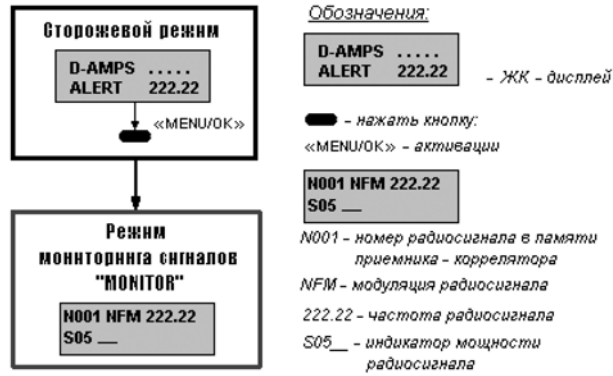 Сторожевой режим
D-AMPS .....
ALERT 222.22
«MENU/OK»
Режим
мониторинга сигналов
"MONITOR"
N001 NFM 222.22
S05 __
Обозначения:
D-AMPS .....
ALERT 222.22
- ЖК - дисплей
- нажать кнопку:
«MENU/OK» - активации
N001 NFM 222.22
S05 __
N001 - номер радиосигнала в памяти
приемника - коррелятора
NFM - модуляция радиосигнала
222.22 - частота радиосигнала
S05__ - индикатор мощности
радиосигнала